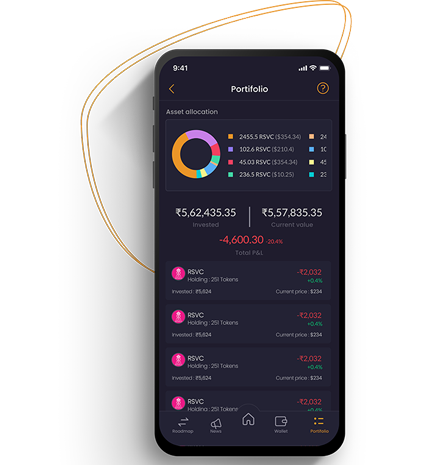 9:41
Portifolio
Asset allocation
2455.5 RSVC ($354.34)
102.6 RSVC ($210.4)
45.03 RSVC ($354.34)
236.5 RSVC ($10.25)
24
10
45
23
₹5,62,435.35
Invested
₹5,57,835.35
Current value
-4,600.30 -20.4%
Total P&L
RSVC -₹2,032
Holding : 251 Tokens +0.4%
Invested : ₹5,624 Current price : $234
RSVC -₹2,032
Holding : 251 Tokens +0.4%
Invested : ₹5,624 Current price : $234
RSVC -₹2,032
Holding : 251 Tokens +0.4%
Invested : ₹5,624 Current price : $234
RSVC -₹2,032
Holding : 251 Tokens +0.4%
Roadmap News Wallet Portfolio